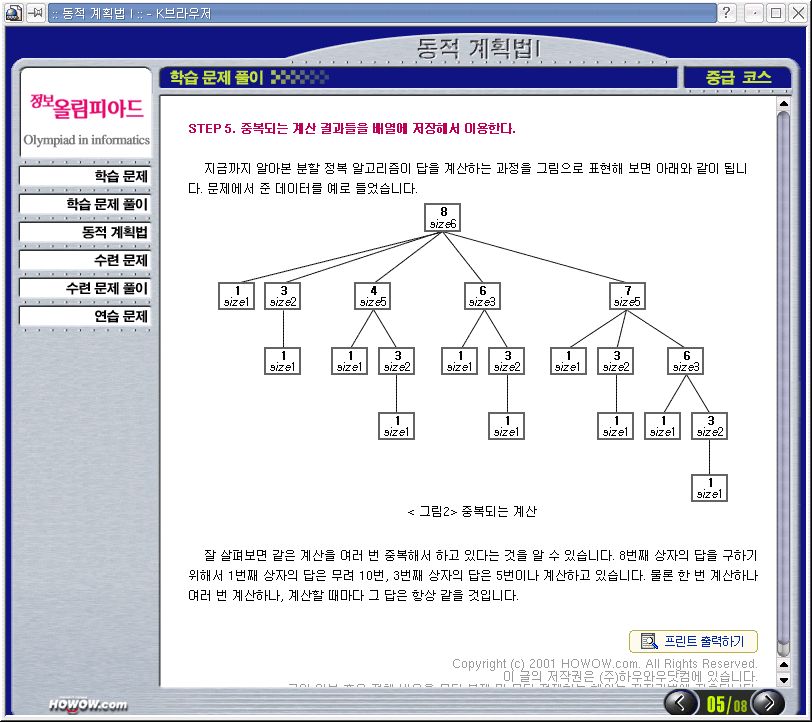 :: 동적 계획법 I :: - K브라우저
동적 계획법I
정보올림피아드
Olympiad in informatics
학습 문제
학습 문제 풀이
동적 계획법
수련 문제
수련 문제 풀이
연습 문제
학습 문제 풀이
중급 코스
STEP 5. 중복되는 계산 결과들을 배열에 저장해서 이용한다.
지금까지 알아본 분할 정복 알고리즘이 답을 계산하는 과정을 그림으로 표현해 보면 아래와 같이 됩니
다. 문제에서 준 데이터를 예로 들었습니다.
8
size6
1 3 4 6 7
size1 size2 size5 size3 size5
1 1 3 1 3 1 3 6
size1 size1 size2 size1 size2 size1 size2 size3
1 1 1 1 3
size1 size1 size1 size1 size2
1
size1
< 그림2> 중복되는 계산
잘 살펴보면 같은 계산을 여러 번 중복해서 하고 있다는 것을 알 수 있습니다. 8번째 상자의 답을 구하기
위해서 1번째 상자의 답은 무려 10번, 3번째 상자의 답은 5번이나 계산하고 있습니다. 물론 한 번 계산하나
여러 번 계산하나, 계산할 때마다 그 답은 항상 같을 것입니다.
프린트 출력하기
Copyright (c) 2001 HOWOW.com. All Rights Reserved.
이 글의 저작권은 (주)하우와우닷컴에 있습니다.
HOWOW.com
05/08